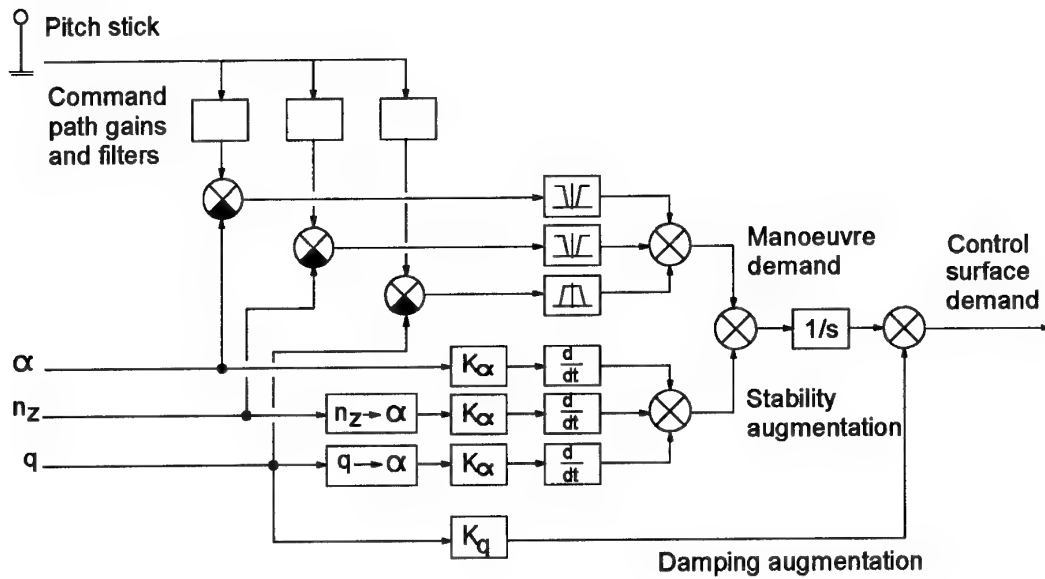 Pitch stick
Command
path gains
and filters
Manoeuvre
demand
Control
surface
demand
1/s
α
K α
d/dt
n z
n z → α
K α
d/dt
Stability
augmentation
q
q → α
K α
d/dt
K q
Damping augmentation